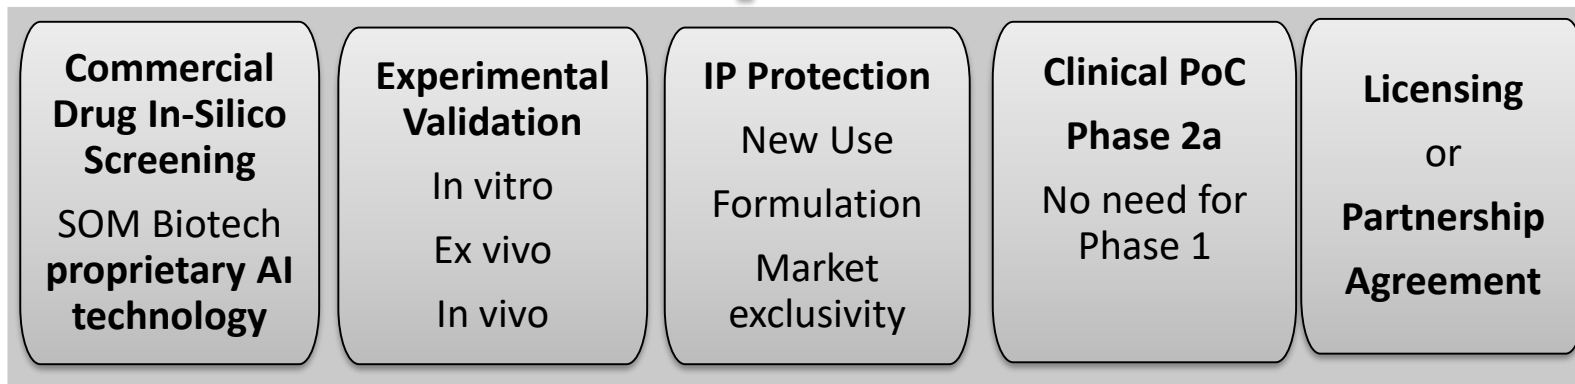 Commercial
Drug In-Silico
Screening
SOM Biotech
proprietary AI
technology
Experimental
Validation
In vitro
Ex vivo
In vivo
IP Protection
New Use
Formulation
Market
exclusivity
Clinical PoC
Phase 2a
No need for
Phase 1
Licensing
or
Partnership
Agreement